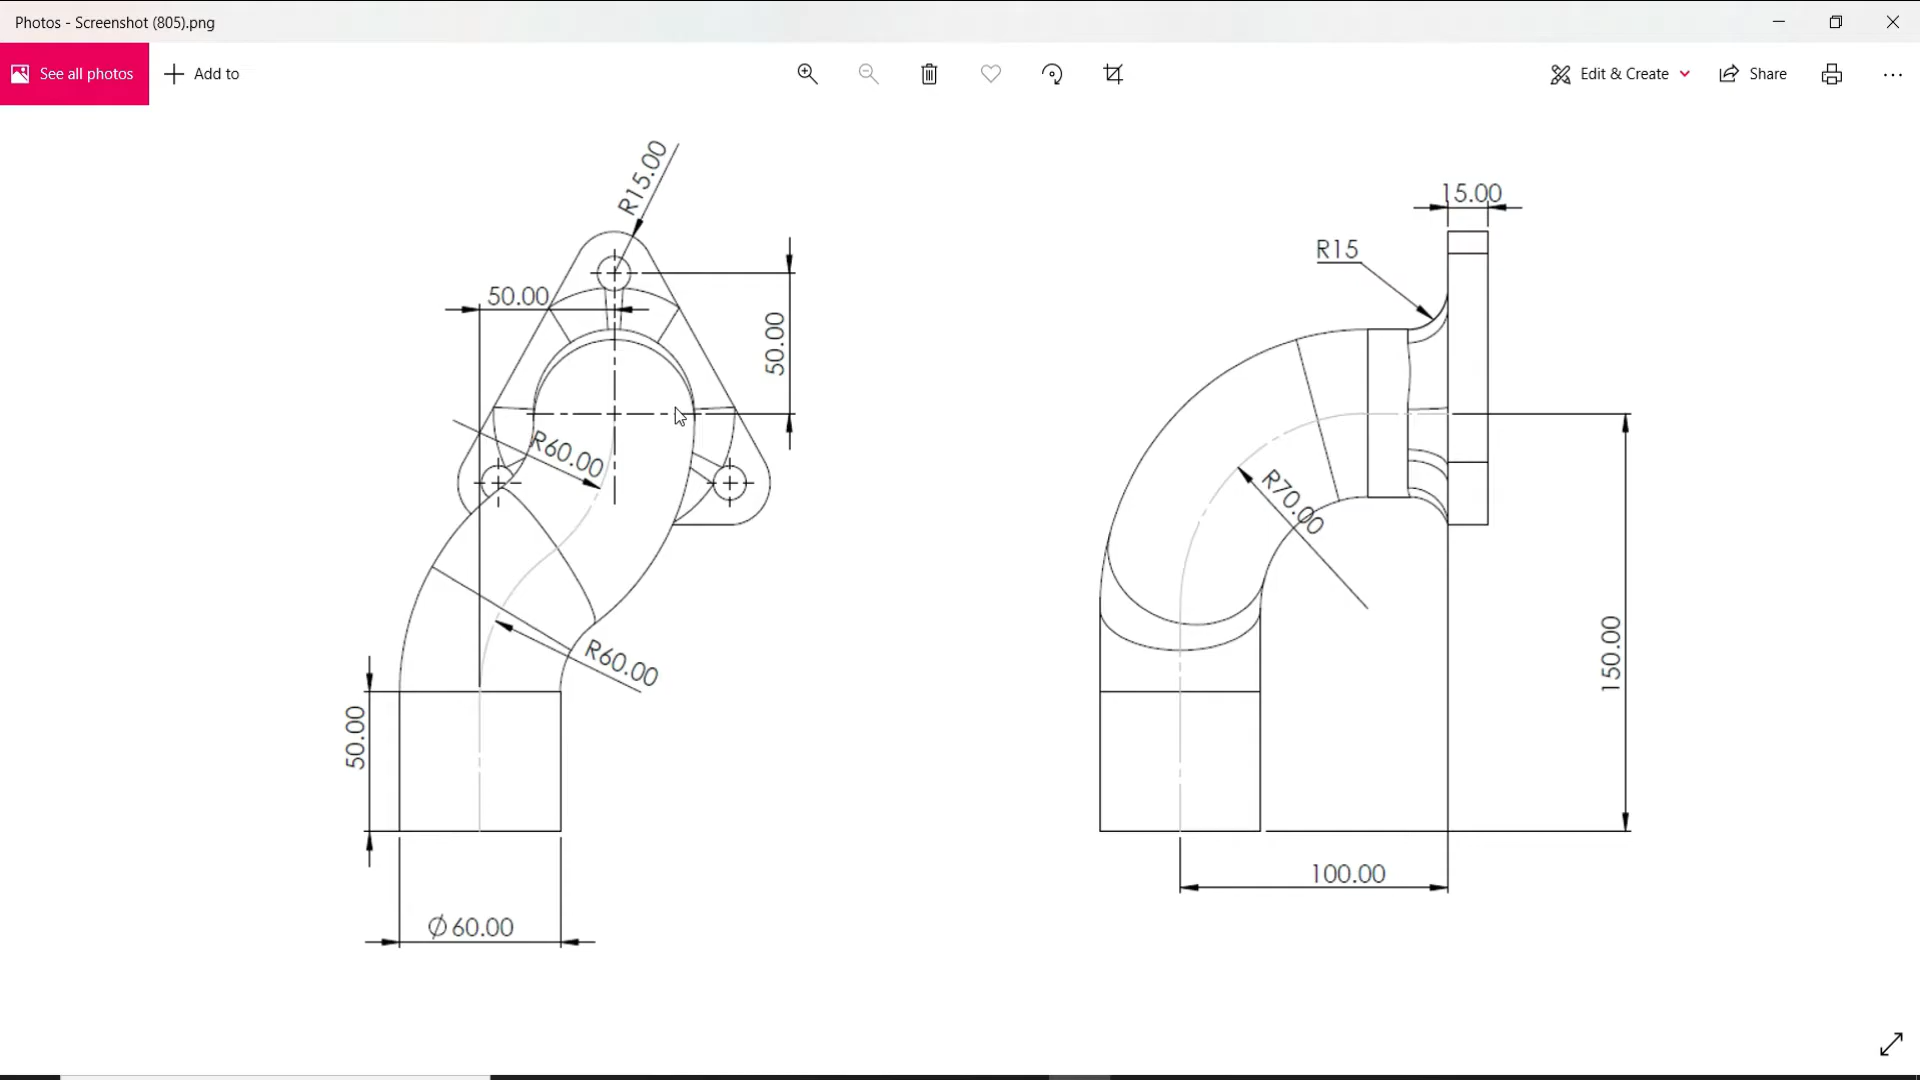 Photos - Screenshot (805).png
See all photos
Add to
Edit & Create
Share
R15.00
15.00
R15
50.00
50.00
R60.00
R70.00
R60.00
50.00
150.00
100.00
Ø60.00